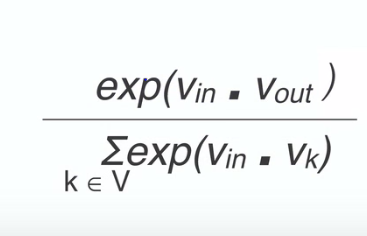 exp(vin ▪ vout )
Σexp(vin ▪ vk)
k ∈ V